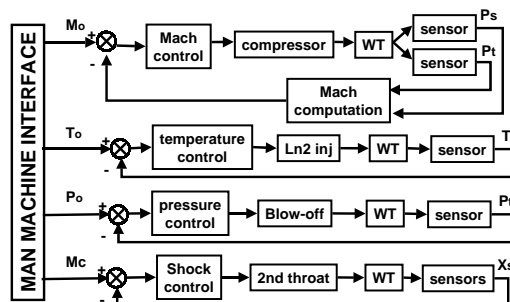 MAN MACHINE INTERFACE
Mo
+
-
Mach
control
compressor
WT
sensor
Ps
sensor
Pt
Mach
computation
To
+
-
temperature
control
Ln2 inj
WT
sensor
T
Po
+
-
pressure
control
Blow-off
WT
sensor
Pt
Mc
+
-
Shock
control
2nd throat
WT
sensors
Xs